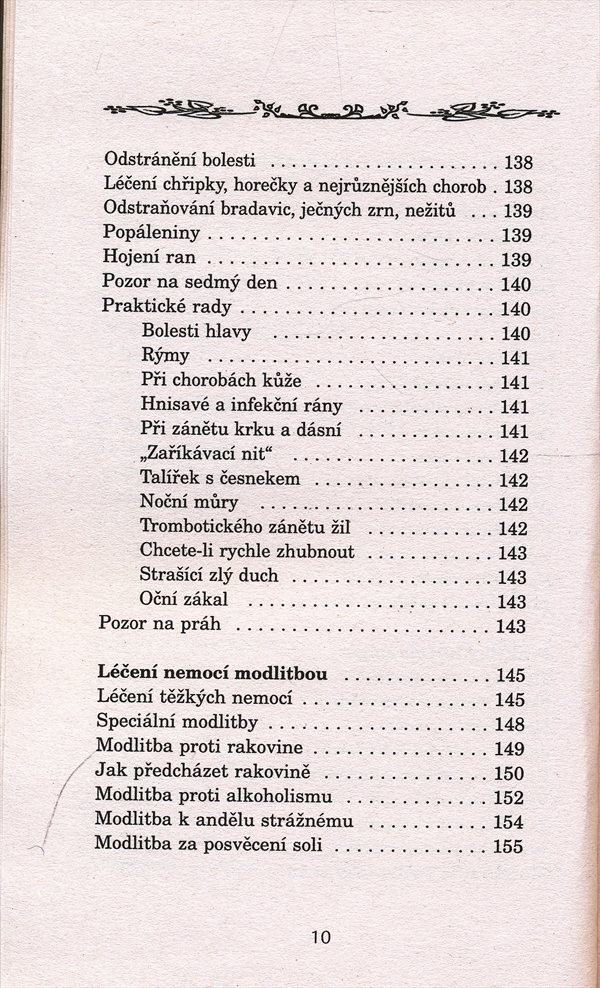 Odstránění bolesti . . . . . . . . . . . . . . . . . . . . . . . 138
Léčení chřipky, horečky a nejrůznějších chorob . 138
Odstraňování bradavic, ječných zrn, nežitů . . . 139
Popáleniny . . . . . . . . . . . . . . . . . . . . . . . . . . . . 139
Hojení ran . . . . . . . . . . . . . . . . . . . . . . . . . . . . . 139
Pozor na sedmý den . . . . . . . . . . . . . . . . . . . . . 140
Praktické rady . . . . . . . . . . . . . . . . . . . . . . . . . 140
Bolesti hlavy . . . . . . . . . . . . . . . . . . . . . . 140
Rýmy . . . . . . . . . . . . . . . . . . . . . . . . . . . . 141
Při chorobách kůže . . . . . . . . . . . . . . . . . . 141
Hnisavé a infekční rány . . . . . . . . . . . . . . 141
Při zánětu krku a dásní . . . . . . . . . . . . . . 141
„Zaříkávací nit“ . . . . . . . . . . . . . . . . . . . . 142
Talířek s česnekem . . . . . . . . . . . . . . . . . . 142
Noční můry . . . . . . . . . . . . . . . . . . . . . . . 142
Trombotického zánětu žil . . . . . . . . . . . . . 142
Chcete-li rychle zhubnout . . . . . . . . . . . . . 143
Strašící zlý duch . . . . . . . . . . . . . . . . . . . . 143
Oční zákal . . . . . . . . . . . . . . . . . . . . . . . . 143
Pozor na práh . . . . . . . . . . . . . . . . . . . . . . . . . . 143
Léčení nemocí modlitbou . . . . . . . . . . . . . . . 145
Léčení těžkých nemocí . . . . . . . . . . . . . . . . . . . 145
Speciální modlitby . . . . . . . . . . . . . . . . . . . . . . 148
Modlitba proti rakovine . . . . . . . . . . . . . . . . . . 149
Jak předcházet rakovině . . . . . . . . . . . . . . . . . . 150
Modlitba proti alkoholismu . . . . . . . . . . . . . . . 152
Modlitba k andělu strážnému . . . . . . . . . . . . . 154
Modlitba za posvěcení soli . . . . . . . . . . . . . . . . 155
10